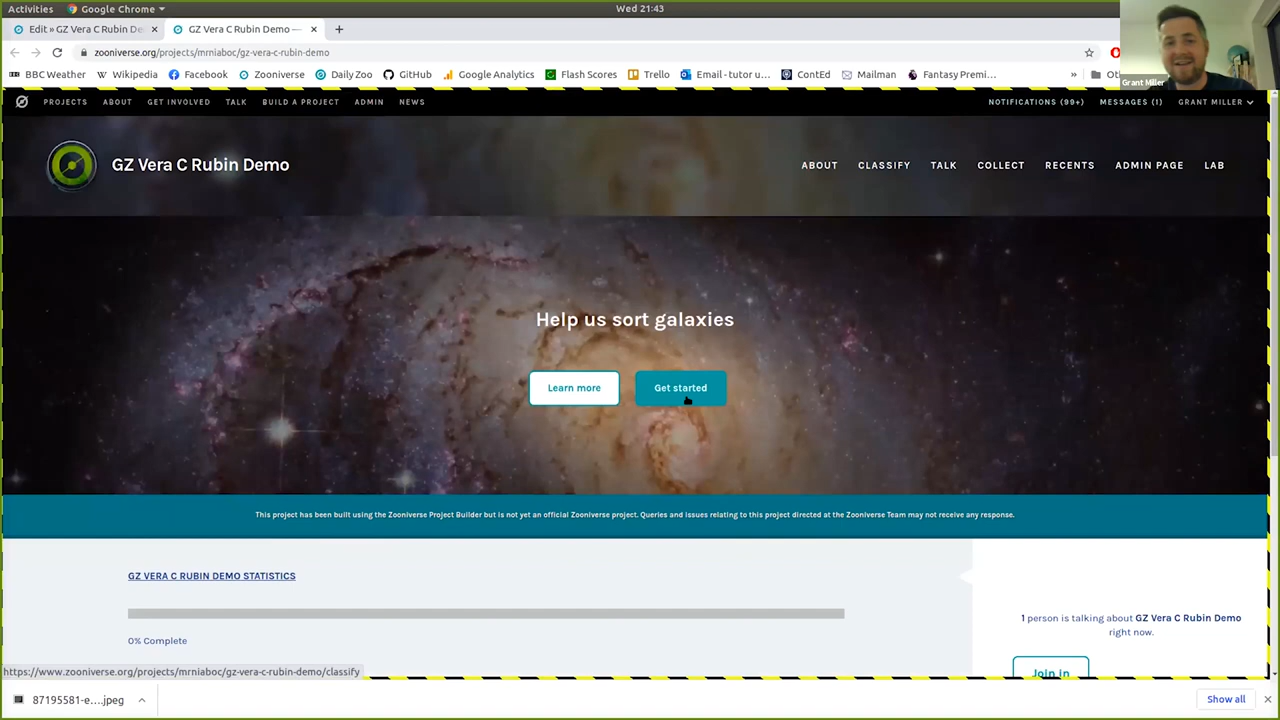 Activities Google Chrome Wed 21:43
Edit » GZ Vera C Rubin De GZ Vera C Rubin Demo —
zooniverse.org/projects/mrniaboc/gz-vera-c-rubin-demo
BBC Weather Wikipedia Facebook Zooniverse Daily Zoo GitHub Google Analytics Flash Scores Trello Email - tutor u... ContEd Mailman Fantasy Premi... » Ot
Grant Miller
PROJECTS ABOUT GET INVOLVED TALK BUILD A PROJECT ADMIN NEWS NOTIFICATIONS (99+) MESSAGES (1) GRANT MILLER
GZ Vera C Rubin Demo ABOUT CLASSIFY TALK COLLECT RECENTS ADMIN PAGE LAB
Help us sort galaxies
Learn more Get started
This project has been built using the Zooniverse Project Builder but is not yet an official Zooniverse project. Queries and issues relating to this project directed at the Zooniverse Team may not receive any response.
GZ VERA C RUBIN DEMO STATISTICS
1 person is talking about GZ Vera C Rubin Demo
right now.
0% Complete
Join in
https://www.zooniverse.org/projects/mrniaboc/gz-vera-c-rubin-demo/classify
87195581-e....jpeg Show all